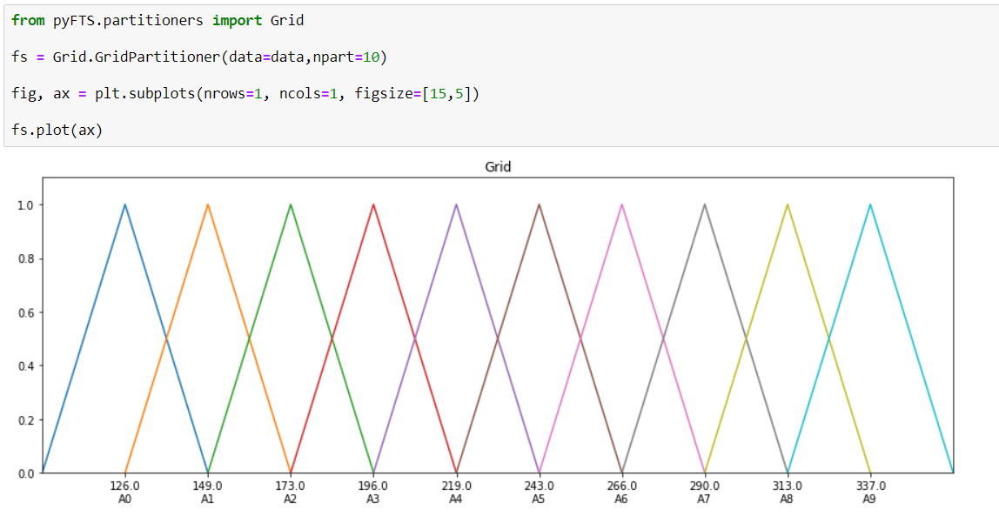 from pyFTS.partitioners import Grid
fs = Grid.GridPartitioner(data=data,npart=10)
fig, ax = plt.subplots(nrows=1, ncols=1, figsize=[15,5])
fs.plot(ax)
Grid
1.0
0.8
0.6
0.4
0.2
0.0
126.0 149.0 173.0 196.0 219.0 243.0 266.0 290.0 313.0 337.0
A0 A1 A2 A3 A4 A5 A6 A7 A8 A9